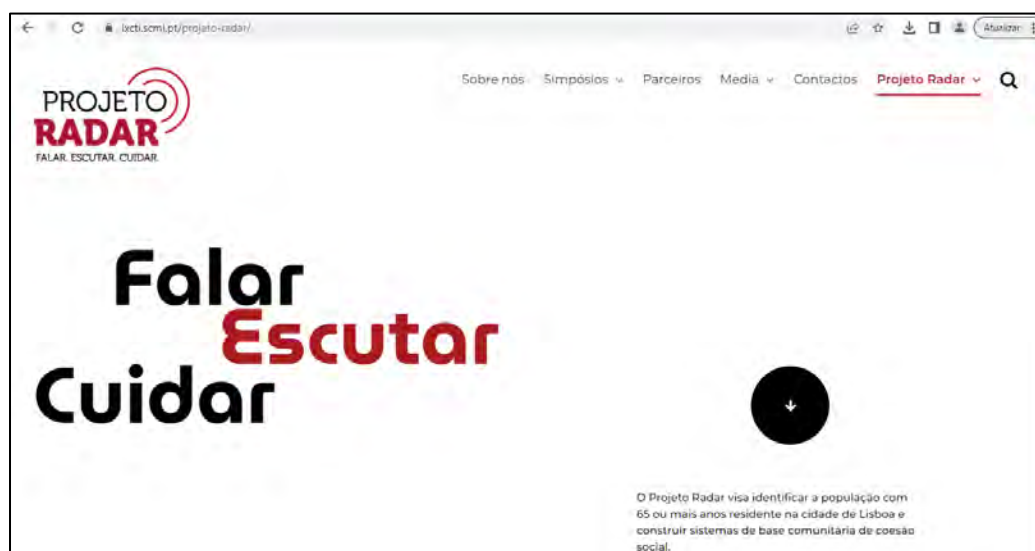 lxcti.scml.pt/projeto-radar/
Atualizar
PROJETO
RADAR
FALAR. ESCUTAR. CUIDAR.
Sobre nós Simpósios Parceiros Media Contactos Projeto Radar
Falar
Escutar
Cuidar
O Projeto Radar visa identificar a população com
65 ou mais anos residente na cidade de Lisboa e
construir sistemas de base comunitária de coesão
social.